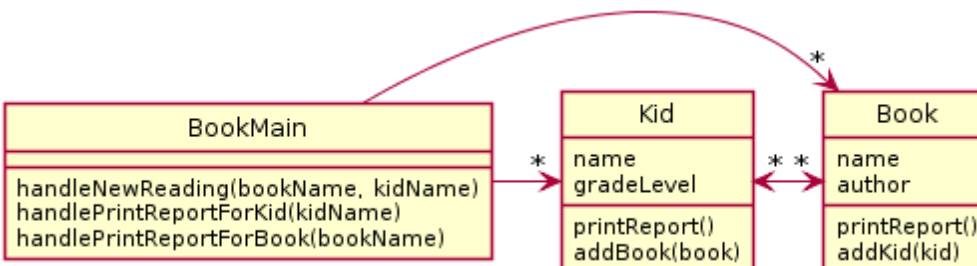 BookMain
handleNewReading(bookName, kidName)
handlePrintReportForKid(kidName)
handlePrintReportForBook(bookName)
*
Kid
name
gradeLevel
printReport()
addBook(book)
* *
*
Book
name
author
printReport()
addKid(kid)